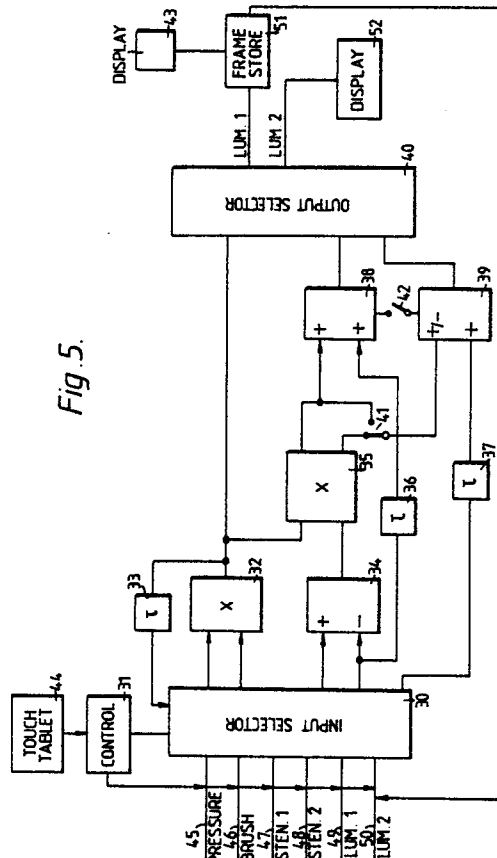 Fig. 5.
TOUCH TABLET
44
CONTROL
31
45
PRESSURE
46
BRUSH
47
STEN. 1
48
STEN. 2
49
LUM. 1
50
LUM. 2
INPUT SELECTOR
30
τ
33
X
32
+
-
34
X
35
τ
36
τ
37
41
+
+
38
42
+/-
+
39
OUTPUT SELECTOR
40
LUM. 1
LUM. 2
DISPLAY
43
FRAME STORE
51
DISPLAY
52